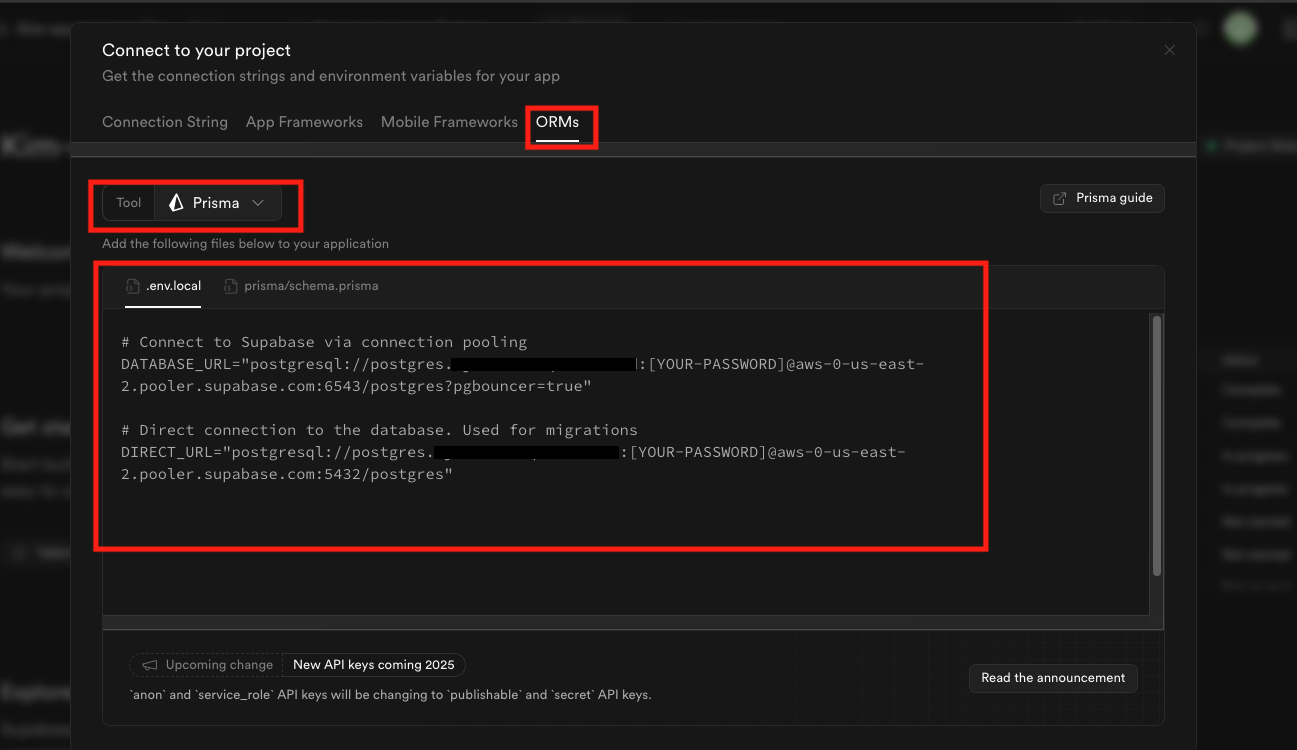 Connect to your project
Get the connection strings and environment variables for your app
Connection String App Frameworks Mobile Frameworks ORMs
Tool Prisma
Prisma guide
Add the following files below to your application
.env.local prisma/schema.prisma
# Connect to Supabase via connection pooling
DATABASE_URL="postgresql://postgres. :[YOUR-PASSWORD]@aws-0-us-east-
2.pooler.supabase.com:6543/postgres?pgbouncer=true"
# Direct connection to the database. Used for migrations
DIRECT_URL="postgresql://postgres. :[YOUR-PASSWORD]@aws-0-us-east-
2.pooler.supabase.com:5432/postgres"
Upcoming change New API keys coming 2025
Read the announcement
`anon` and `service_role` API keys will be changing to `publishable` and `secret` API keys.